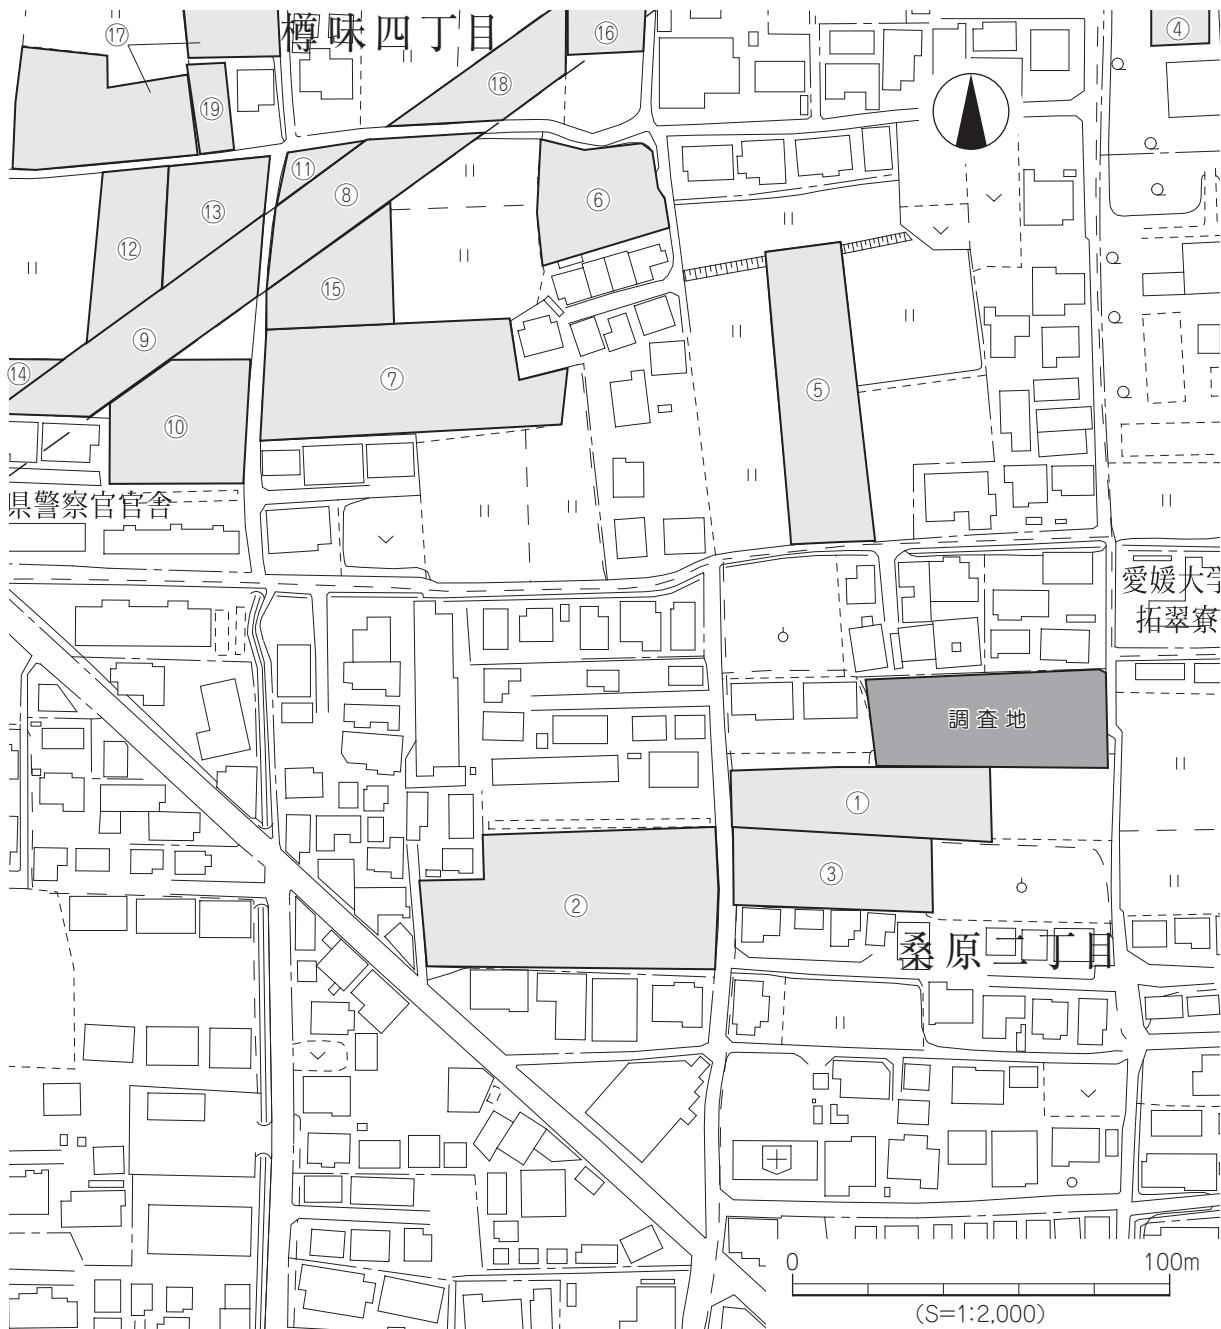 樽味四丁目
⑰
⑯
④
⑱
⑲
⑪
⑧
⑥
⑬
⑫
⑮
⑨
⑤
⑭
⑦
⑩
県警察官官舎
愛媛大学
拓翠寮
調査地
①
③
②
桑原二丁目
0 100m
(S=1:2,000)